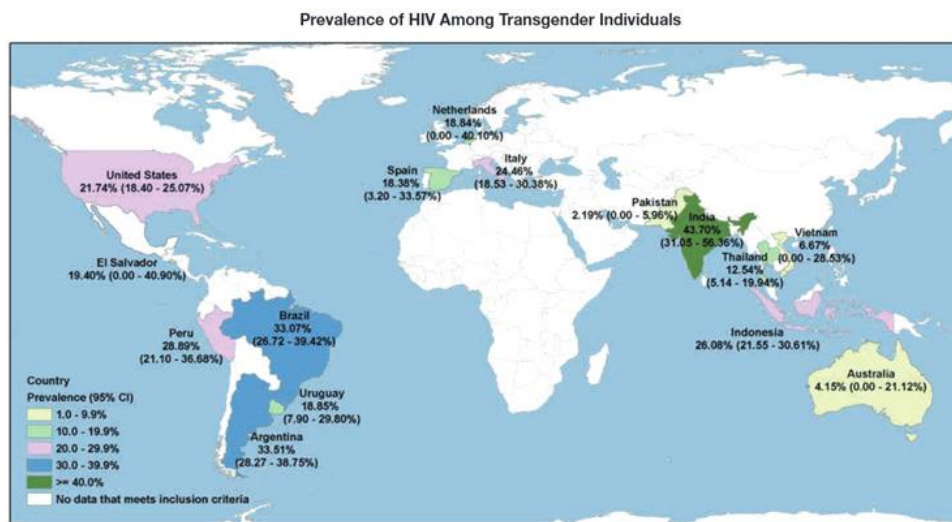 Prevalence of HIV Among Transgender Individuals
Netherlands
18.84%
(0.00 - 40.10%)
United States
21.74% (18.40 - 25.07%)
Spain
18.38%
(3.20 - 33.57%)
Italy
24.46%
(18.53 - 30.38%)
Pakistan
2.19% (0.00 - 5.96%)
India
43.70%
(31.05 - 56.36%)
Vietnam
6.67%
(0.00 - 28.53%)
Thailand
12.54%
(5.14 - 19.94%)
El Salvador
19.40% (0.00 - 40.90%)
Peru
28.89%
(21.10 - 36.68%)
Brazil
33.07%
(26.72 - 39.42%)
Indonesia
26.08% (21.55 - 30.61%)
Australia
4.15% (0.00 - 21.12%)
Uruguay
18.85%
(7.90 - 29.80%)
Argentina
33.51%
(28.27 - 38.75%)
Country
Prevalence (95% CI)
1.0 - 9.9%
10.0 - 19.9%
20.0 - 29.9%
30.0 - 39.9%
>= 40.0%
No data that meets inclusion criteria